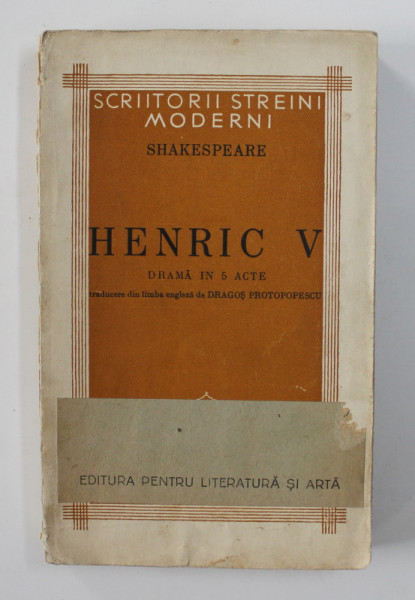 SCRIITORII STREINI
MODERNI
SHAKESPEARE
HENRIC V
DRAMĂ IN 5 ACTE
traducere din limba engleză de DRAGOȘ PROTOPOPESCU
EDITURA PENTRU LITERATURĂ ȘI ARTĂ